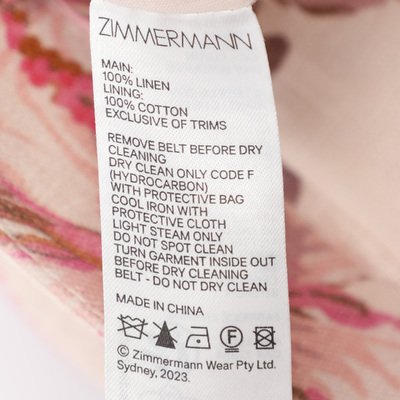 ZIMMERMANN
MAIN:
100% LINEN
LINING:
100% COTTON
EXCLUSIVE OF TRIMS
REMOVE BELT BEFORE DRY
CLEANING
DRY CLEAN ONLY CODE F
(HYDROCARBON)
WITH PROTECTIVE BAG
COOL IRON WITH
PROTECTIVE CLOTH
LIGHT STEAM ONLY
DO NOT SPOT CLEAN
TURN GARMENT INSIDE OUT
BEFORE DRY CLEANING
BELT - DO NOT DRY CLEAN
MADE IN CHINA
F
© Zimmermann Wear Pty Ltd.
Sydney, 2023.